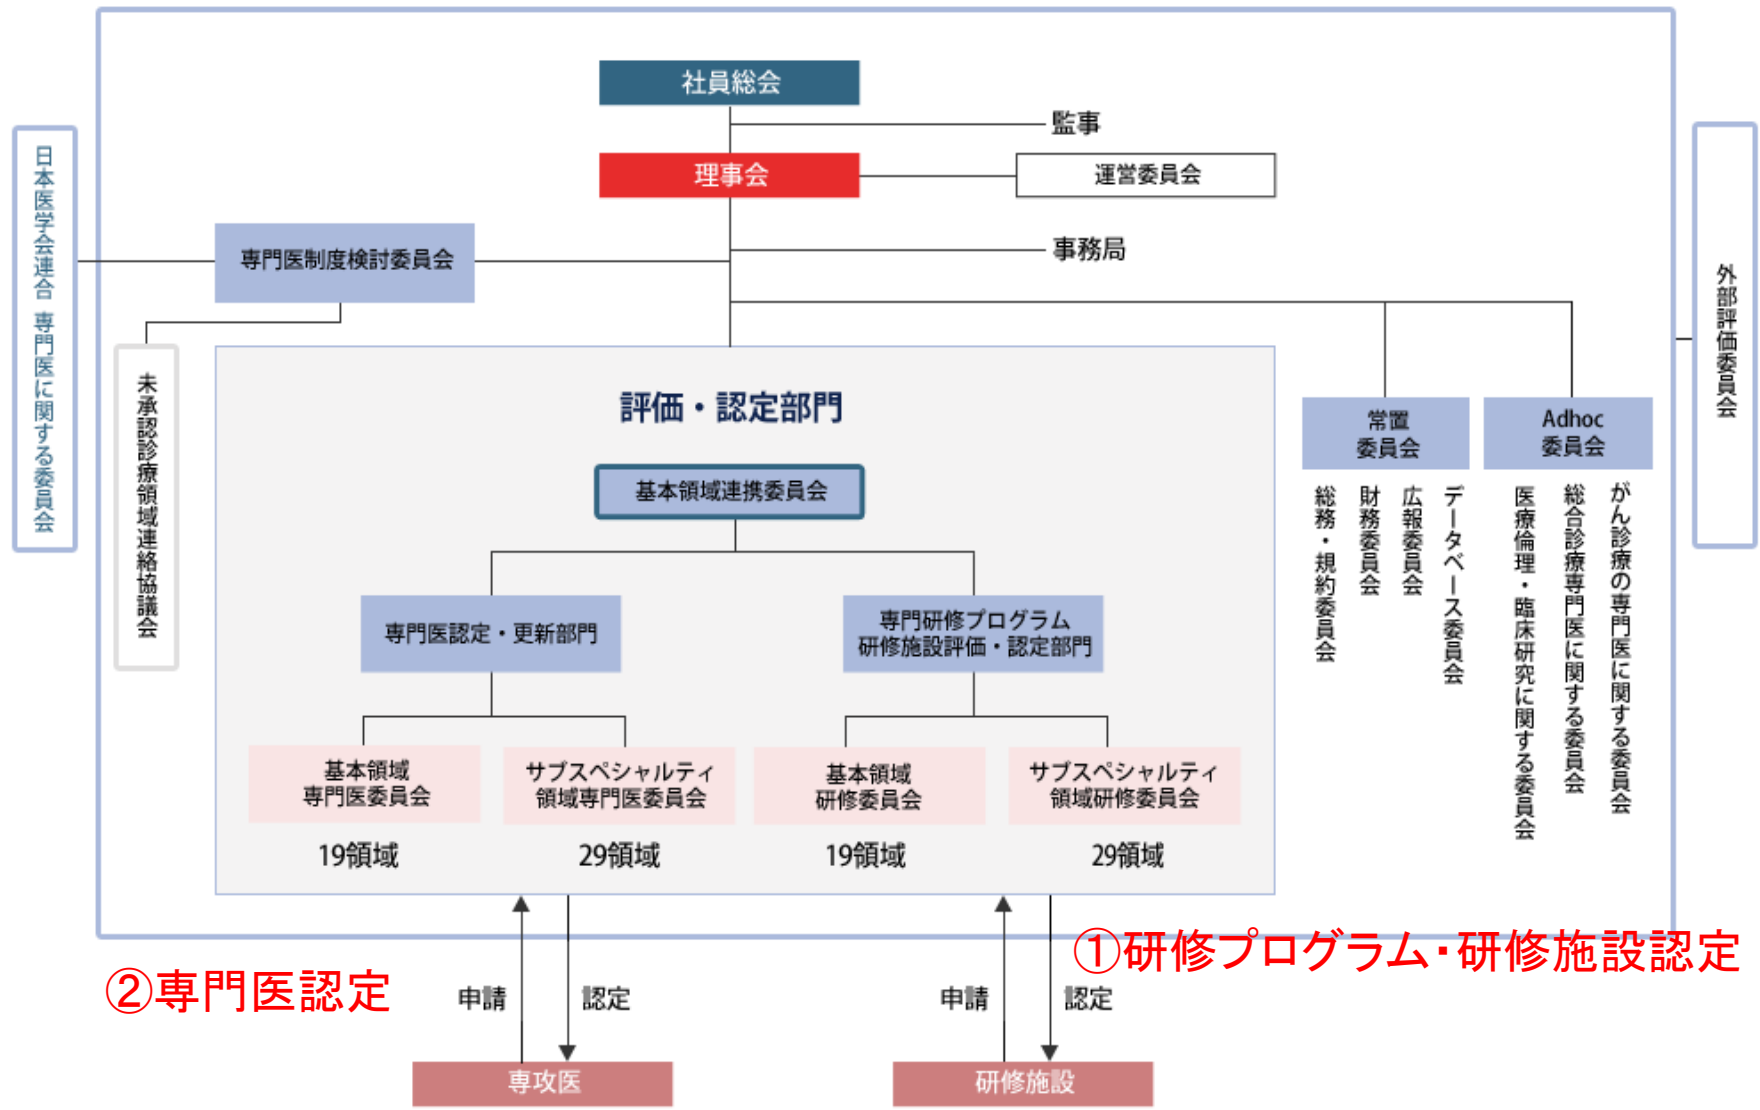 社員総会
監事
理事会
運営委員会
事務局
専門医制度検討委員会
日本医学会連合 専門医に関する委員会
未承認診療領域連絡協議会
外部評価委員会
評価・認定部門
基本領域連携委員会
専門医認定・更新部門
専門研修プログラム
研修施設評価・認定部門
基本領域
専門医委員会
19領域
サブスペシャルティ
領域専門医委員会
29領域
基本領域
研修委員会
19領域
サブスペシャルティ
領域研修委員会
29領域
常置
委員会
総務・規約委員会
財務委員会
広報委員会
データベース委員会
Adhoc
委員会
医療倫理・臨床研究に関する委員会
総合診療専門医に関する委員会
がん診療の専門医に関する委員会
①研修プログラム・研修施設認定
②専門医認定
申請
認定
申請
認定
専攻医
研修施設